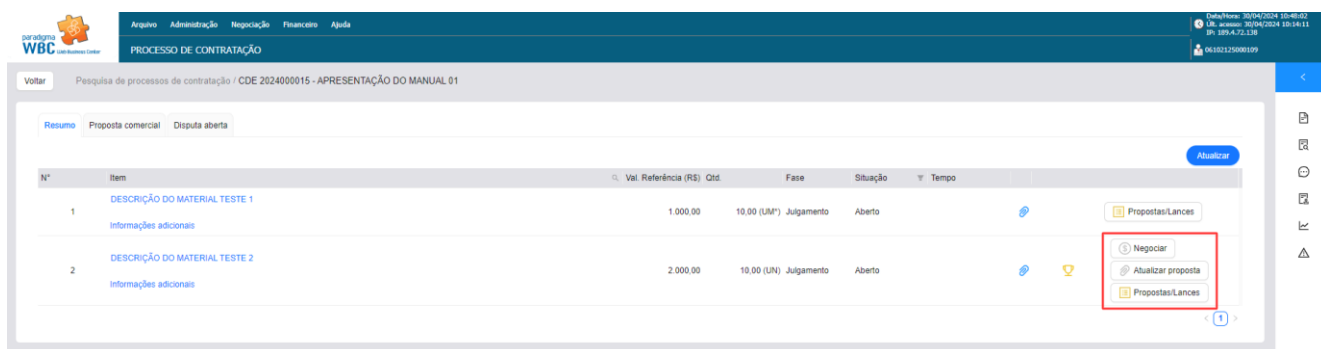 Arquivo Administração Negociação Financeiro Ajuda
Data/Hora: 30/04/2024 10:48:02
Últ. acesso: 30/04/2024 10:14:11
IP: 189.4.72.138
paradigma
WBC Web Business Center
PROCESSO DE CONTRATAÇÃO
06102125000109
Voltar Pesquisa de processos de contratação / CDE 2024000015 - APRESENTAÇÃO DO MANUAL 01
Resumo Proposta comercial Disputa aberta
Atualizar
N° Item Val. Referência (R$) Qtd. Fase Situação Tempo
1 DESCRIÇÃO DO MATERIAL TESTE 1 1.000,00 10,00 (UM*) Julgamento Aberto Propostas/Lances
Informações adicionais
Negociar
2 DESCRIÇÃO DO MATERIAL TESTE 2 2.000,00 10,00 (UN) Julgamento Aberto Atualizar proposta
Informações adicionais
Propostas/Lances
1